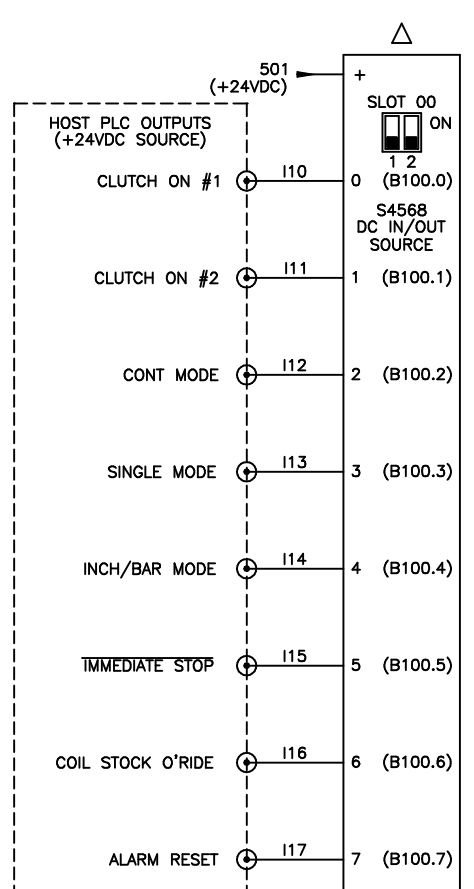 501
(+24VDC)
+
SLOT 00
ON
1 2
HOST PLC OUTPUTS
(+24VDC SOURCE)
CLUTCH ON #1
I10
0 (B100.0)
S4568
DC IN/OUT
SOURCE
CLUTCH ON #2
I11
1 (B100.1)
CONT MODE
I12
2 (B100.2)
SINGLE MODE
I13
3 (B100.3)
INCH/BAR MODE
I14
4 (B100.4)
IMMEDIATE STOP
I15
5 (B100.5)
COIL STOCK O'RIDE
I16
6 (B100.6)
ALARM RESET
I17
7 (B100.7)